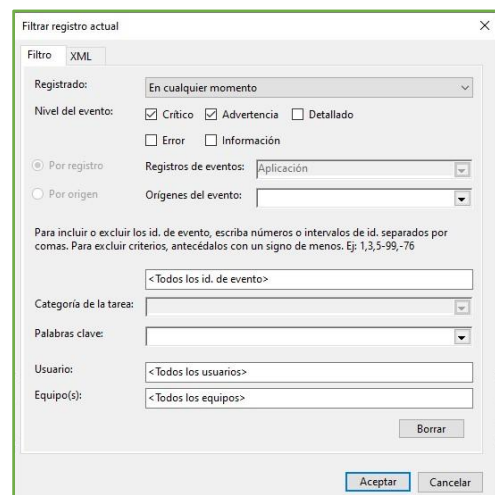 Filtrar registro actual
Filtro XML
Registrado: En cualquier momento
Nivel del evento: Crítico Advertencia Detallado
Error Información
Por registro Registros de eventos: Aplicación
Por origen Orígenes del evento:
Para incluir o excluir los id. de evento, escriba números o intervalos de id. separados por
comas. Para excluir criterios, antecédalos con un signo de menos. Ej: 1,3,5-99,-76
<Todos los id. de evento>
Categoría de la tarea:
Palabras clave:
Usuario: <Todos los usuarios>
Equipo(s): <Todos los equipos>
Borrar
Aceptar Cancelar